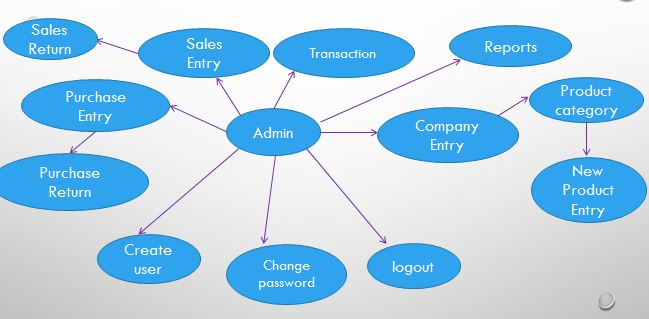 Sales
Return
Sales
Entry
Transaction
Reports
Purchase
Entry
Admin
Company
Entry
Product
category
Purchase
Return
New
Product
Entry
Create
user
Change
password
logout